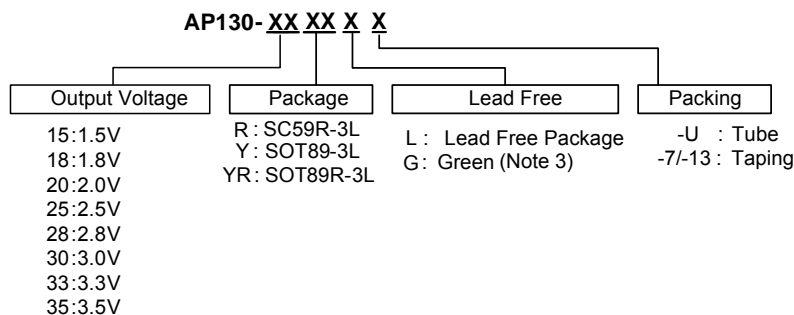 AP130- XX XX X X
Output Voltage
15:1.5V
18:1.8V
20:2.0V
25:2.5V
28:2.8V
30:3.0V
33:3.3V
35:3.5V
Package
R : SC59R-3L
Y : SOT89-3L
YR : SOT89R-3L
Lead Free
L : Lead Free Package
G : Green (Note 3)
Packing
-U : Tube
-7/-13 : Taping